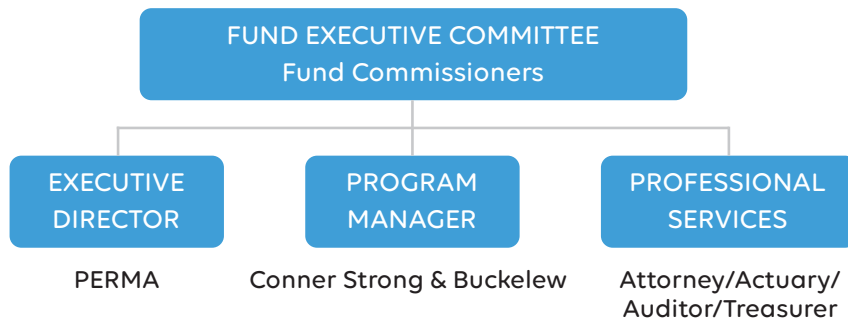 FUND EXECUTIVE COMMITTEE
Fund Commissioners
EXECUTIVE
DIRECTOR
PROGRAM
MANAGER
PROFESSIONAL
SERVICES
PERMA
Conner Strong & Buckelew
Attorney/Actuary/
Auditor/Treasurer